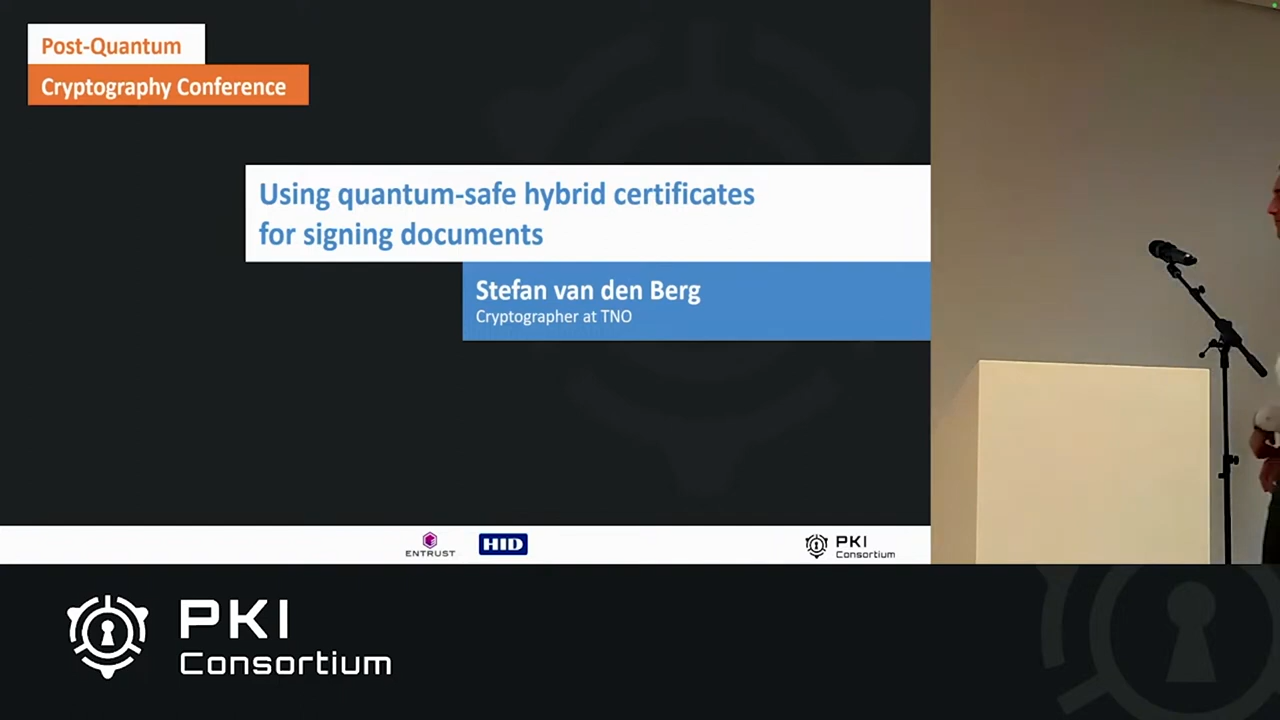 Post-Quantum
Cryptography Conference
Using quantum-safe hybrid certificates
for signing documents
Stefan van den Berg
Cryptographer at TNO
ENTRUST
HID
PKI
Consortium
PKI
Consortium